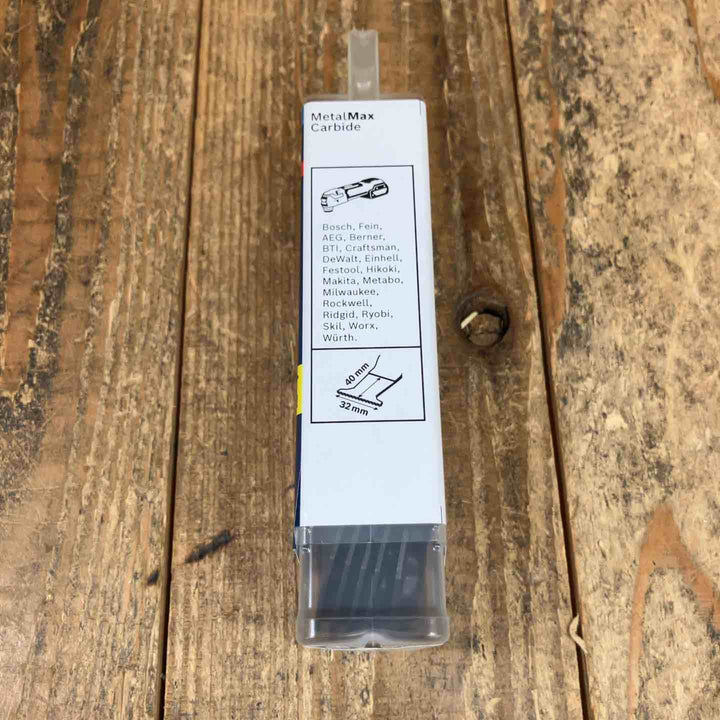 MetalMax
Carbide
Bosch, Fein,
AEG, Berner,
BTI, Craftsman,
DeWalt, Einhell,
Festool, Hikoki,
Makita, Metabo,
Milwaukee,
Rockwell,
Ridgid, Ryobi,
Skil, Worx,
Würth.
40 mm
32 mm